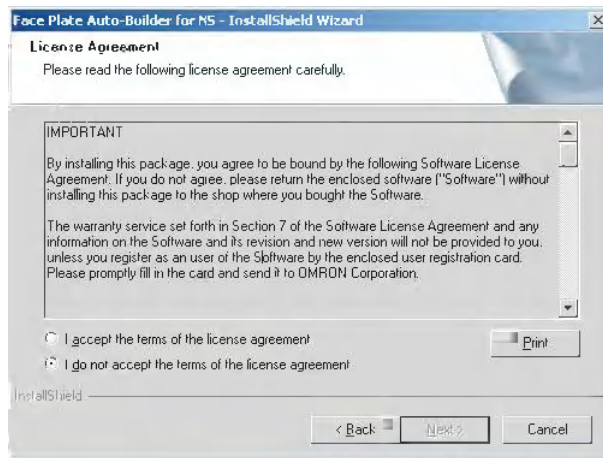 Face Plate Auto-Builder for NS - InstallShield Wizard
License Agreement
Please read the following license agreement carefully.
IMPORTANT
By installing this package, you agree to be bound by the following Software License
Agreement. If you do not agree, please return the enclosed software ("Software") without
installing this package to the shop where you bought the Software.
The warranty service set forth in Section 7 of the Software License Agreement and any
information on the Software and its revision and new version will not be provided to you,
unless you register as an user of the Software by the enclosed user registration card.
Please promptly fill in the card and send it to OMRON Corporation.
I accept the terms of the license agreement
Print
I do not accept the terms of the license agreement
InstallShield
< Back
Next >
Cancel